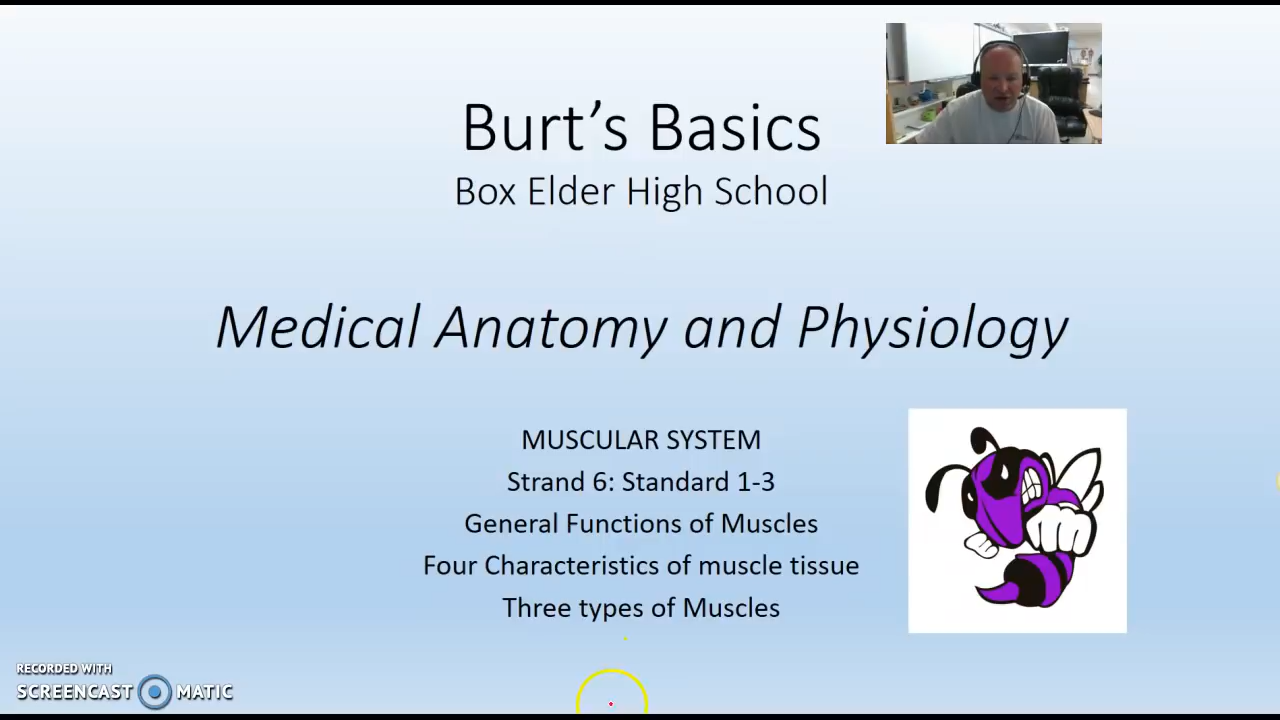 Burt’s Basics
Box Elder High School
Medical Anatomy and Physiology
MUSCULAR SYSTEM
Strand 6: Standard 1-3
General Functions of Muscles
Four Characteristics of muscle tissue
Three types of Muscles
RECORDED WITH
SCREENCAST MATIC